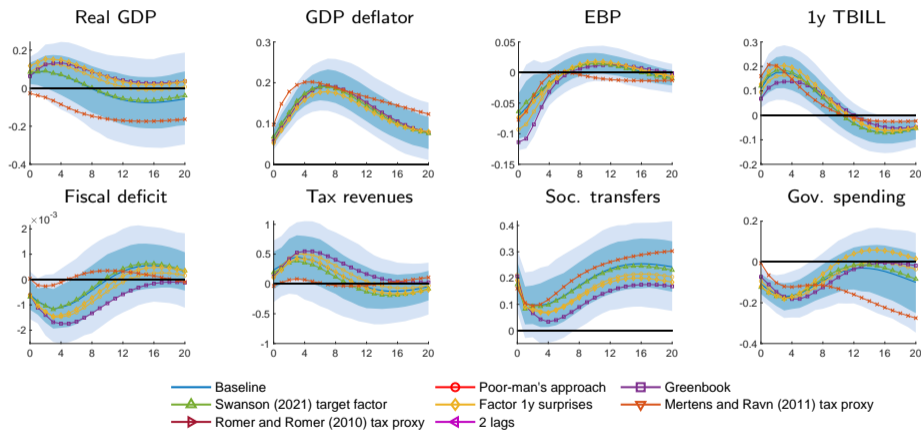 Real GDP
GDP deflator
EBP
1y TBILL
0.2
0
-0.2
-0.4
0 4 8 12 16 20
0.3
0.2
0.1
0
0 4 8 12 16 20
0.05
0
-0.05
-0.1
-0.15
0 4 8 12 16 20
0.3
0.2
0.1
0
-0.1
-0.2
0 4 8 12 16 20
Fiscal deficit
Tax revenues
Soc. transfers
Gov. spending
×10⁻³
2
1
0
-1
-2
0 4 8 12 16 20
1
0.5
0
-0.5
-1
0 4 8 12 16 20
0.4
0.3
0.2
0.1
0
0 4 8 12 16 20
0.2
0
-0.2
-0.4
0 4 8 12 16 20
Baseline
Poor-man's approach
Greenbook
Swanson (2021) target factor
Factor 1y surprises
Mertens and Ravn (2011) tax proxy
Romer and Romer (2010) tax proxy
2 lags